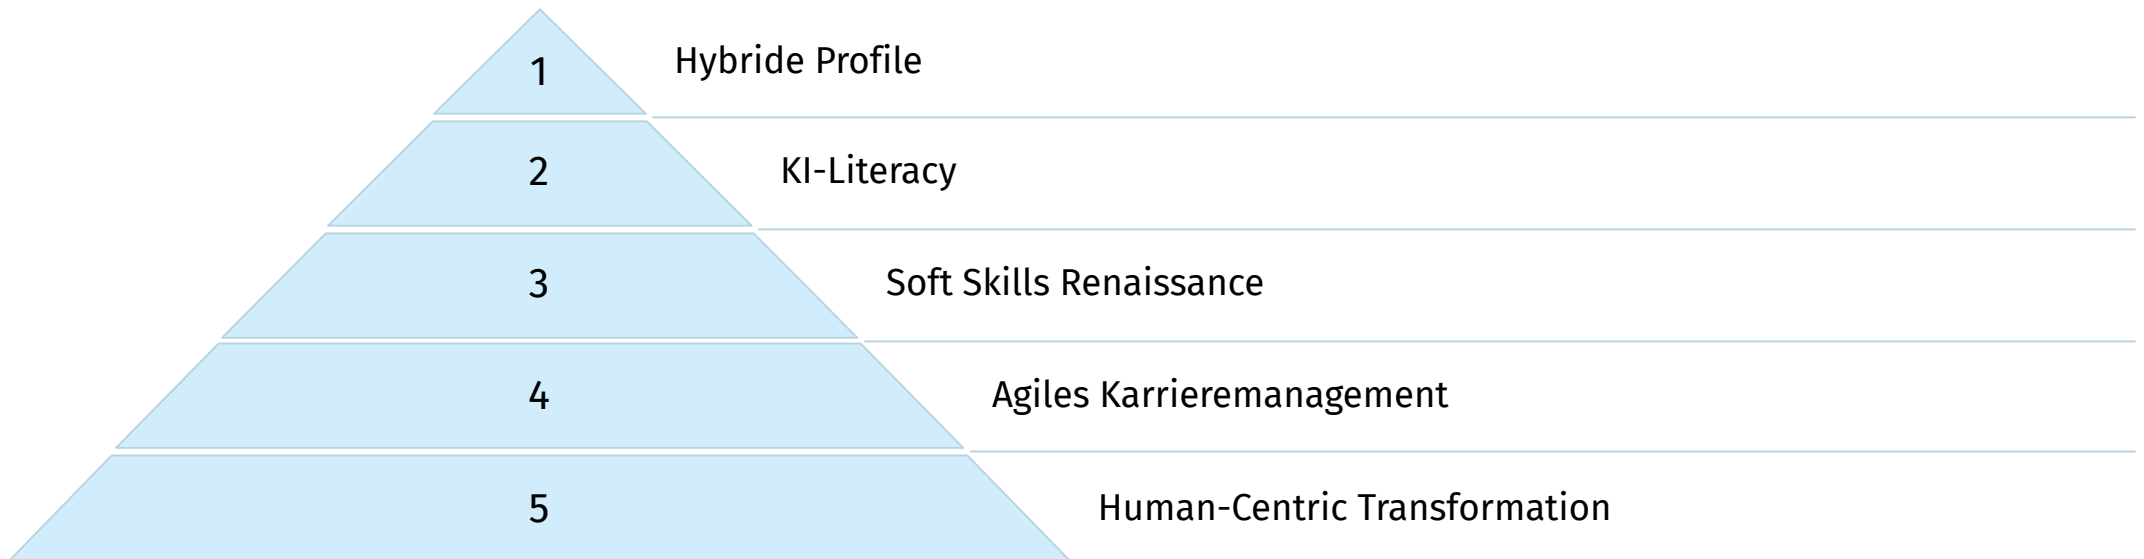 1
Hybride Profile
2
KI-Literacy
3
Soft Skills Renaissance
4
Agiles Karrieremanagement
5
Human-Centric Transformation